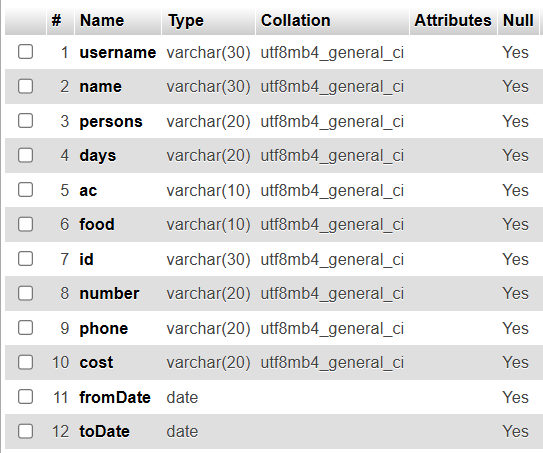 # Name Type Collation Attributes Null
1 username varchar(30) utf8mb4_general_ci Yes
2 name varchar(30) utf8mb4_general_ci Yes
3 persons varchar(20) utf8mb4_general_ci Yes
4 days varchar(20) utf8mb4_general_ci Yes
5 ac varchar(10) utf8mb4_general_ci Yes
6 food varchar(10) utf8mb4_general_ci Yes
7 id varchar(30) utf8mb4_general_ci Yes
8 number varchar(20) utf8mb4_general_ci Yes
9 phone varchar(20) utf8mb4_general_ci Yes
10 cost varchar(20) utf8mb4_general_ci Yes
11 fromDate date Yes
12 toDate date Yes